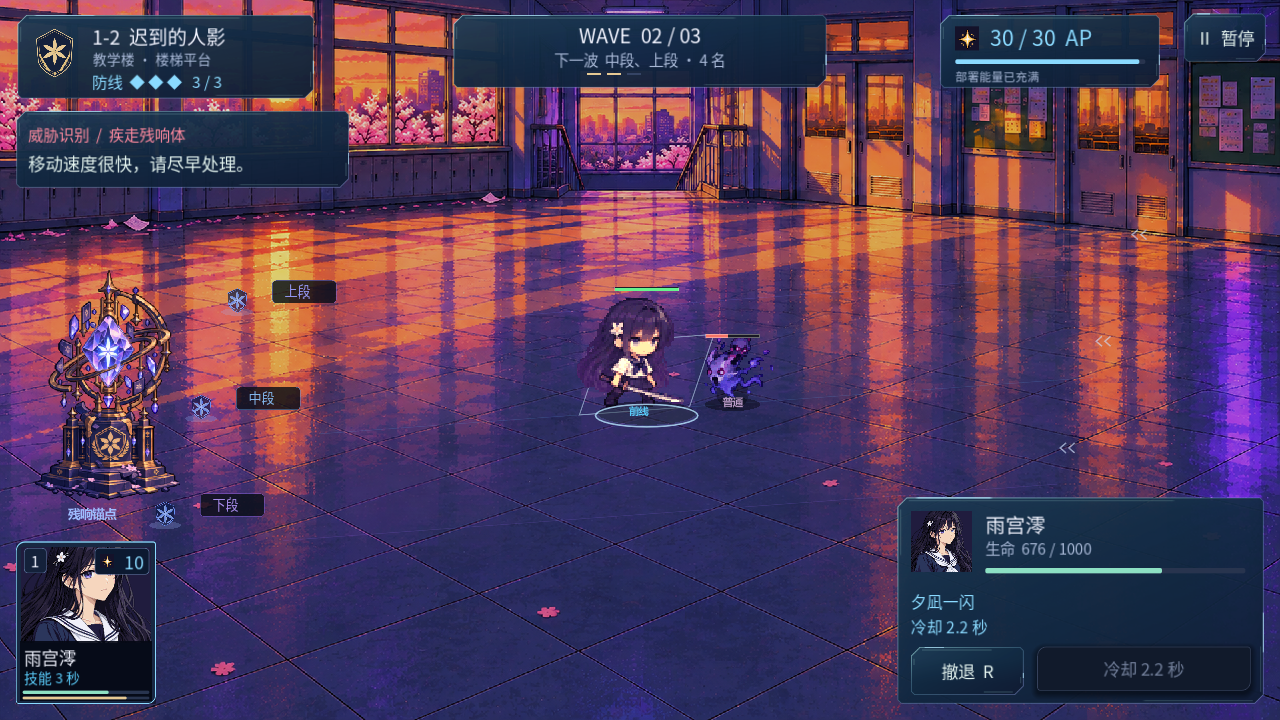 1-2 迟到的人影
教学楼 · 楼梯平台
防线 3 / 3
WAVE 02 / 03
下一波 中段、上段 · 4 名
30 / 30 AP
部署能量已充满
II 暂停
威胁识别 / 疾走残响体
移动速度很快，请尽早处理。
上段
中段
下段
残响锚点
前线
普通
1
10
雨宫澪
技能 3 秒
雨宫澪
生命 676 / 1000
夕凪一闪
冷却 2.2 秒
撤退 R
冷却 2.2 秒